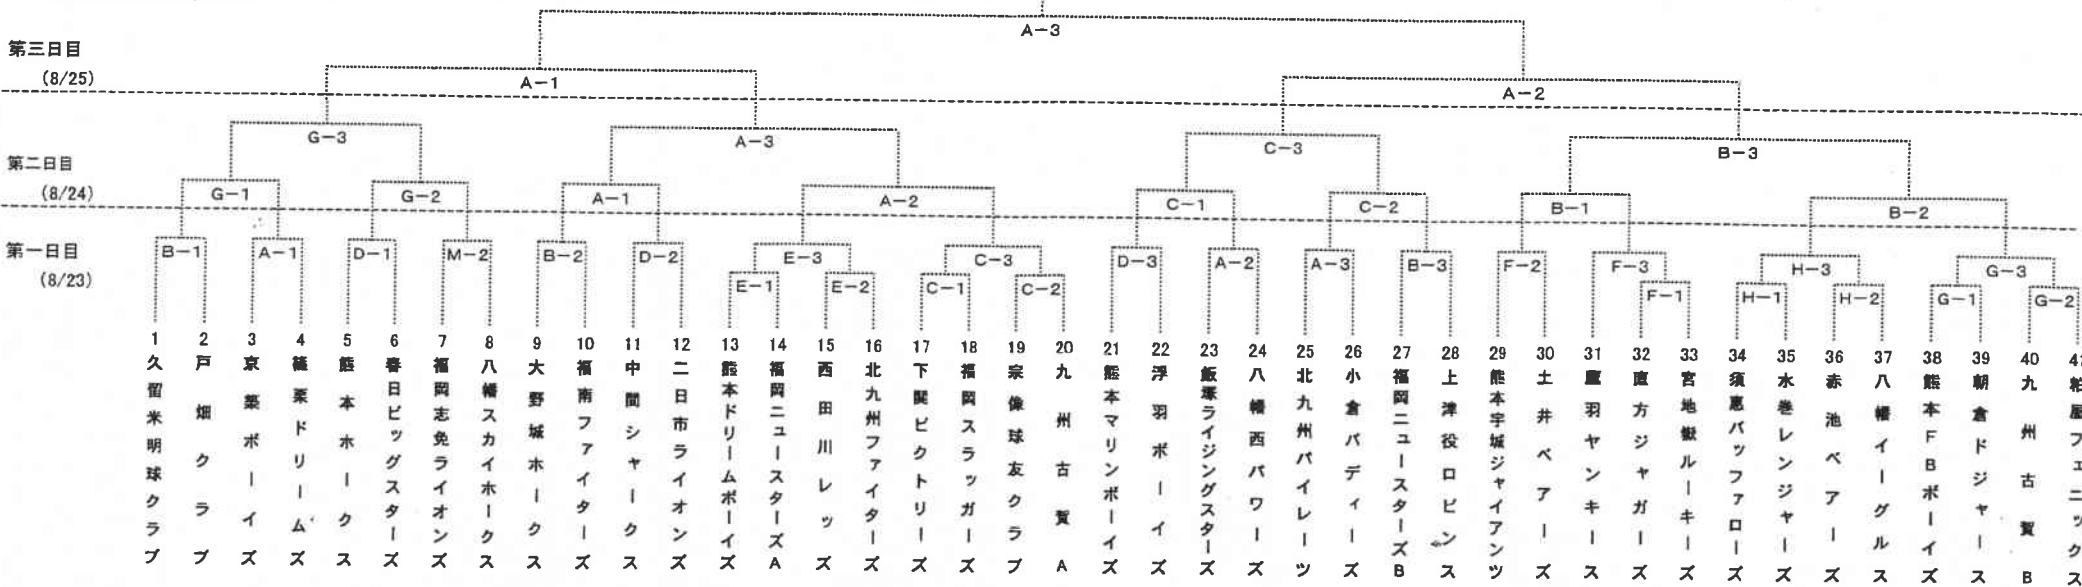 A-3
第三日目
(8/25)
A-1
A-2
G-3
A-3
C-3
B-3
第二日目
(8/24)
G-1
G-2
A-1
A-2
C-1
C-2
B-1
B-2
第一日目
(8/23)
B-1
A-1
D-1
M-2
B-2
D-2
E-3
C-3
D-3
A-2
A-3
B-3
F-2
F-3
H-3
G-3
E-1
E-2
C-1
C-2
F-1
H-1
H-2
G-1
G-2
1 久留米明球クラブ
2 戸畑クラブ
3 京築ボーイズ
4 篠栗ドリームズ
5 熊本ホークス
6 春日ビッグスターズ
7 福岡志免ライオンズ
8 八幡スカイホークス
9 大野城ホークス
10 福南ファイターズ
11 中間シャークス
12 二日市ライオンズ
13 熊本ドリームボーイズ
14 福岡ニュースターズA
15 西田川レッズ
16 北九州ファイターズ
17 下関ビクトリーズ
18 福岡スラッガーズ
19 宗像球友クラブ
20 九州古賀A
21 熊本マリンボーイズ
22 浮羽ボーイズ
23 飯塚ライジングスターズ
24 八幡西パワーズ
25 北九州パイレーツ
26 小倉バディーズ
27 福岡ニュースターズB
28 上津役ロビンス
29 熊本宇城ジャイアンツ
30 土井ベアーズ
31 鷹羽ヤンキース
32 直方ジャガーズ
33 宮地嶽ルーキーズ
34 須恵バッファローズ
35 水巻レンジャーズ
36 赤池ベアーズ
37 八幡イーグルス
38 熊本FBボーイズ
39 朝倉ドジャース
40 九州古賀B
41 粕屋フェニックス